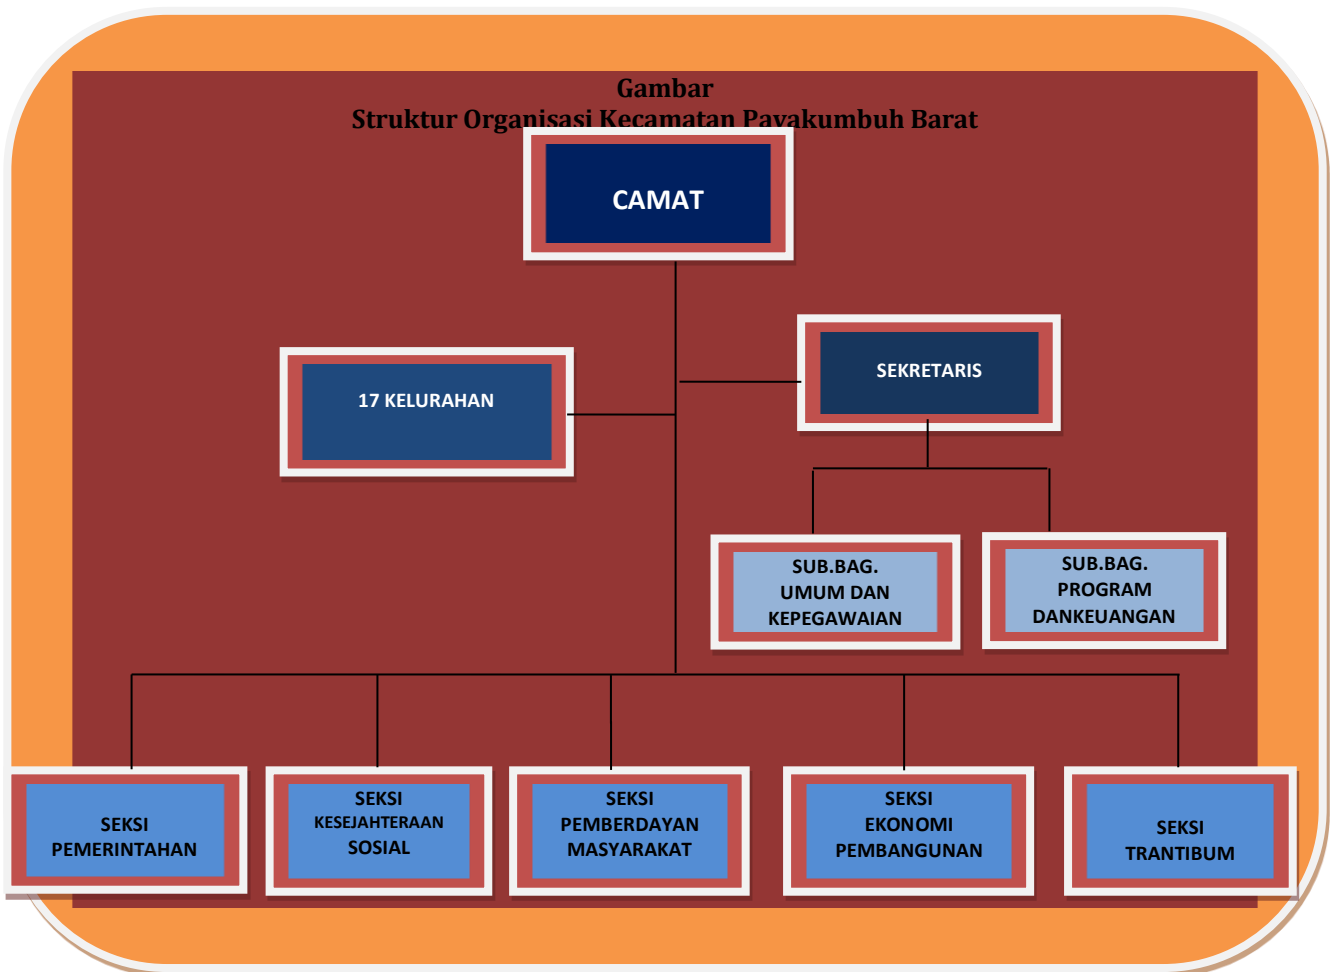 Gambar
Struktur Organisasi Kecamatan Payakumbuh Barat
CAMAT
17 KELURAHAN
SEKRETARIS
SUB.BAG.
UMUM DAN
KEPEGAWAIAN
SUB.BAG.
PROGRAM
DANKEUANGAN
SEKSI
PEMERINTAHAN
SEKSI
KESEJAHTERAAN
SOSIAL
SEKSI
PEMBERDAYAN
MASYARAKAT
SEKSI
EKONOMI
PEMBANGUNAN
SEKSI
TRANTIBUM